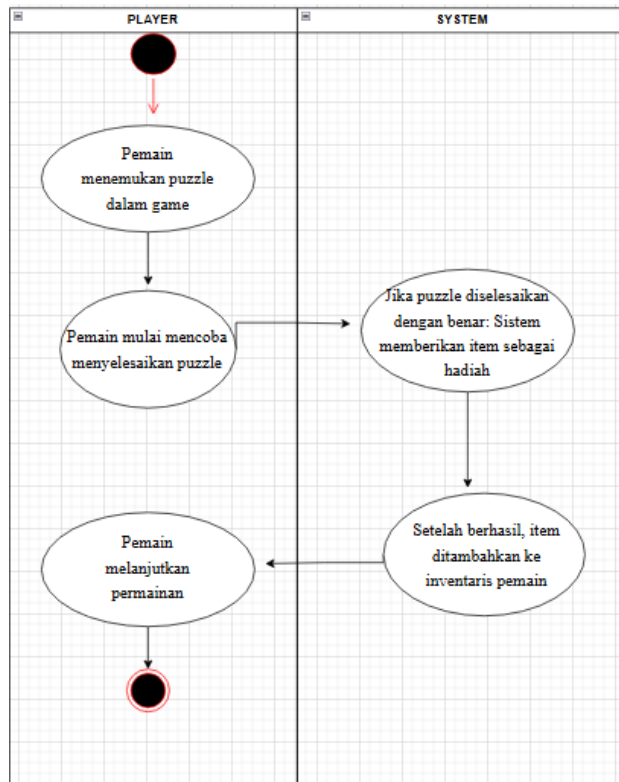 PLAYER
SYSTEM
Pemain
menemukan puzzle
dalam game
Pemain mulai mencoba
menyelesaikan puzzle
Jika puzzle diselesaikan
dengan benar: Sistem
memberikan item sebagai
hadiah
Setelah berhasil, item
ditambahkan ke
inventaris pemain
Pemain
melanjutkan
permainan